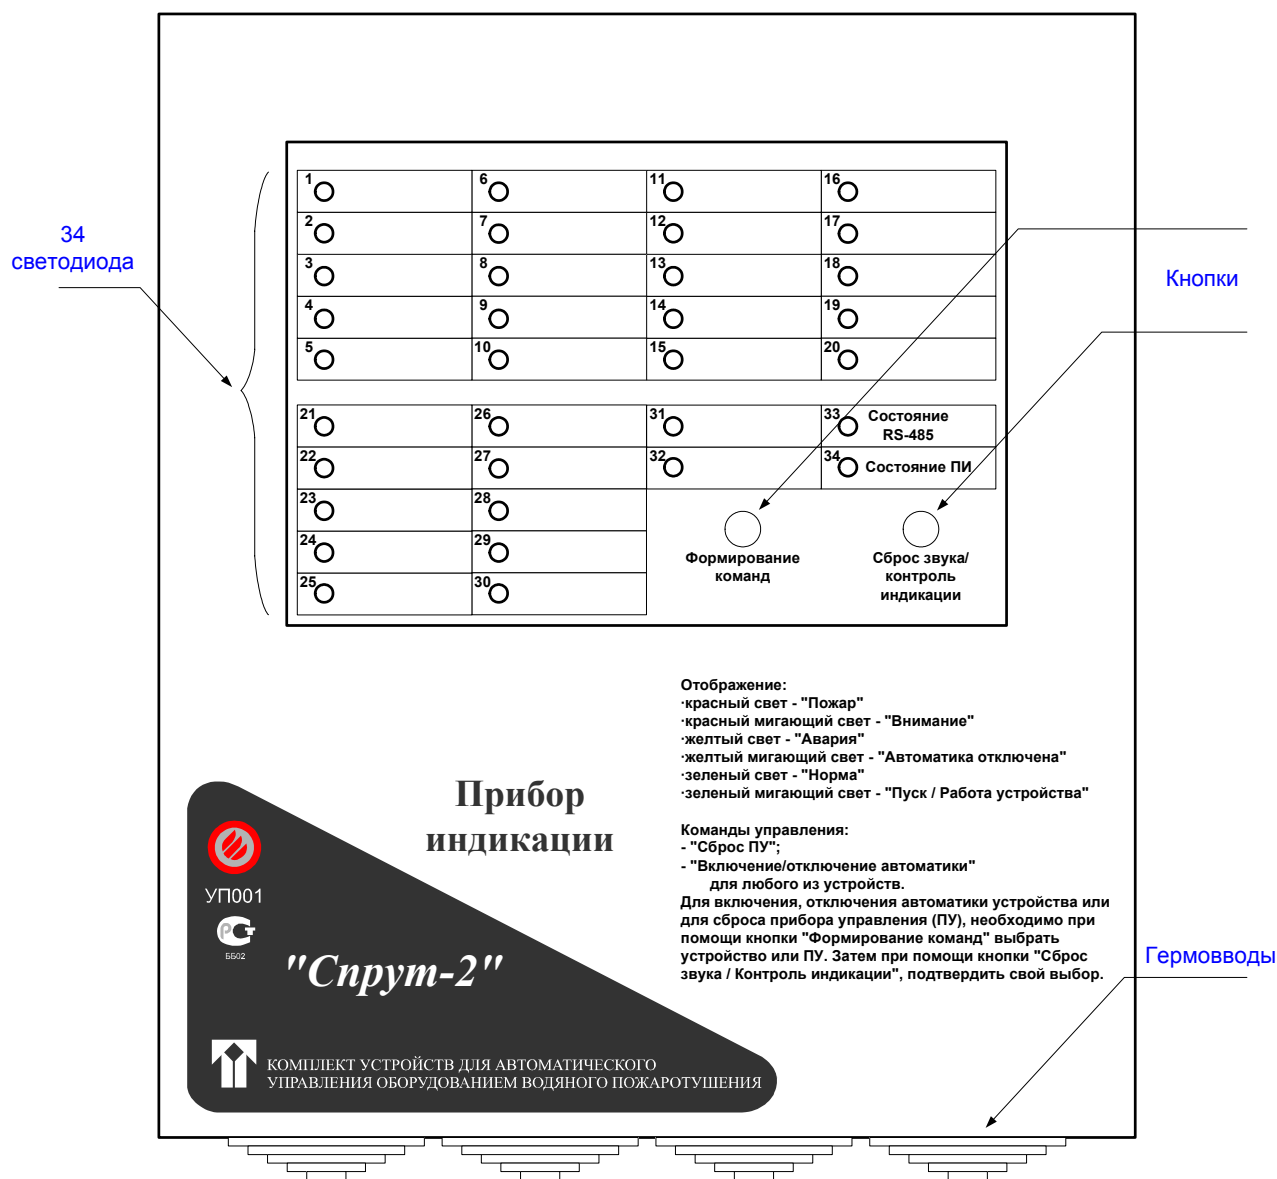 1 6 11 16
2 7 12 17
3 8 13 18
4 9 14 19
5 10 15 20
34
светодиода
Кнопки
21 26 31 33 Состояние
RS-485
22 27 32 34 Состояние ПИ
23 28
24 29
25 30
Формирование
команд
Сброс звука/
контроль
индикации
Отображение:
·красный свет - "Пожар"
·красный мигающий свет - "Внимание"
·желтый свет - "Авария"
·желтый мигающий свет - "Автоматика отключена"
·зеленый свет - "Норма"
·зеленый мигающий свет - "Пуск / Работа устройства"
Команды управления:
- "Сброс ПУ";
- "Включение/отключение автоматики"
для любого из устройств.
Для включения, отключения автоматики устройства или
для сброса прибора управления (ПУ), необходимо при
помощи кнопки "Формирование команд" выбрать
устройство или ПУ. Затем при помощи кнопки "Сброс
звука / Контроль индикации", подтвердить свой выбор.
Гермовводы
Прибор
индикации
УП001
РСТ
ББ02
"Спрут-2"
КОМПЛЕКТ УСТРОЙСТВ ДЛЯ АВТОМАТИЧЕСКОГО
УПРАВЛЕНИЯ ОБОРУДОВАНИЕМ ВОДЯНОГО ПОЖАРОТУШЕНИЯ